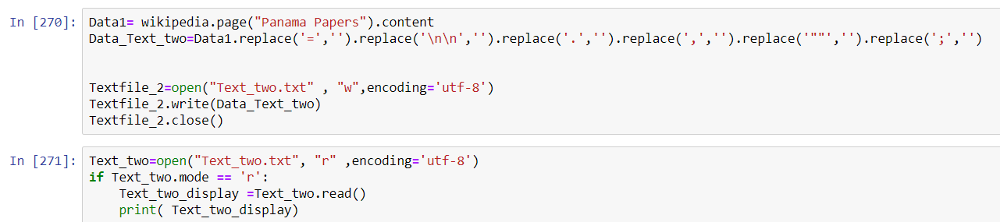 In [270]: Data1= wikipedia.page("Panama Papers").content
Data_Text_two=Data1.replace('=','').replace('\n\n','').replace('.','').replace(',','').replace('""','').replace(';','')
Textfile_2=open("Text_two.txt" , "w",encoding='utf-8')
Textfile_2.write(Data_Text_two)
Textfile_2.close()
In [271]: Text_two=open("Text_two.txt", "r" ,encoding='utf-8')
if Text_two.mode == 'r':
    Text_two_display =Text_two.read()
    print( Text_two_display)